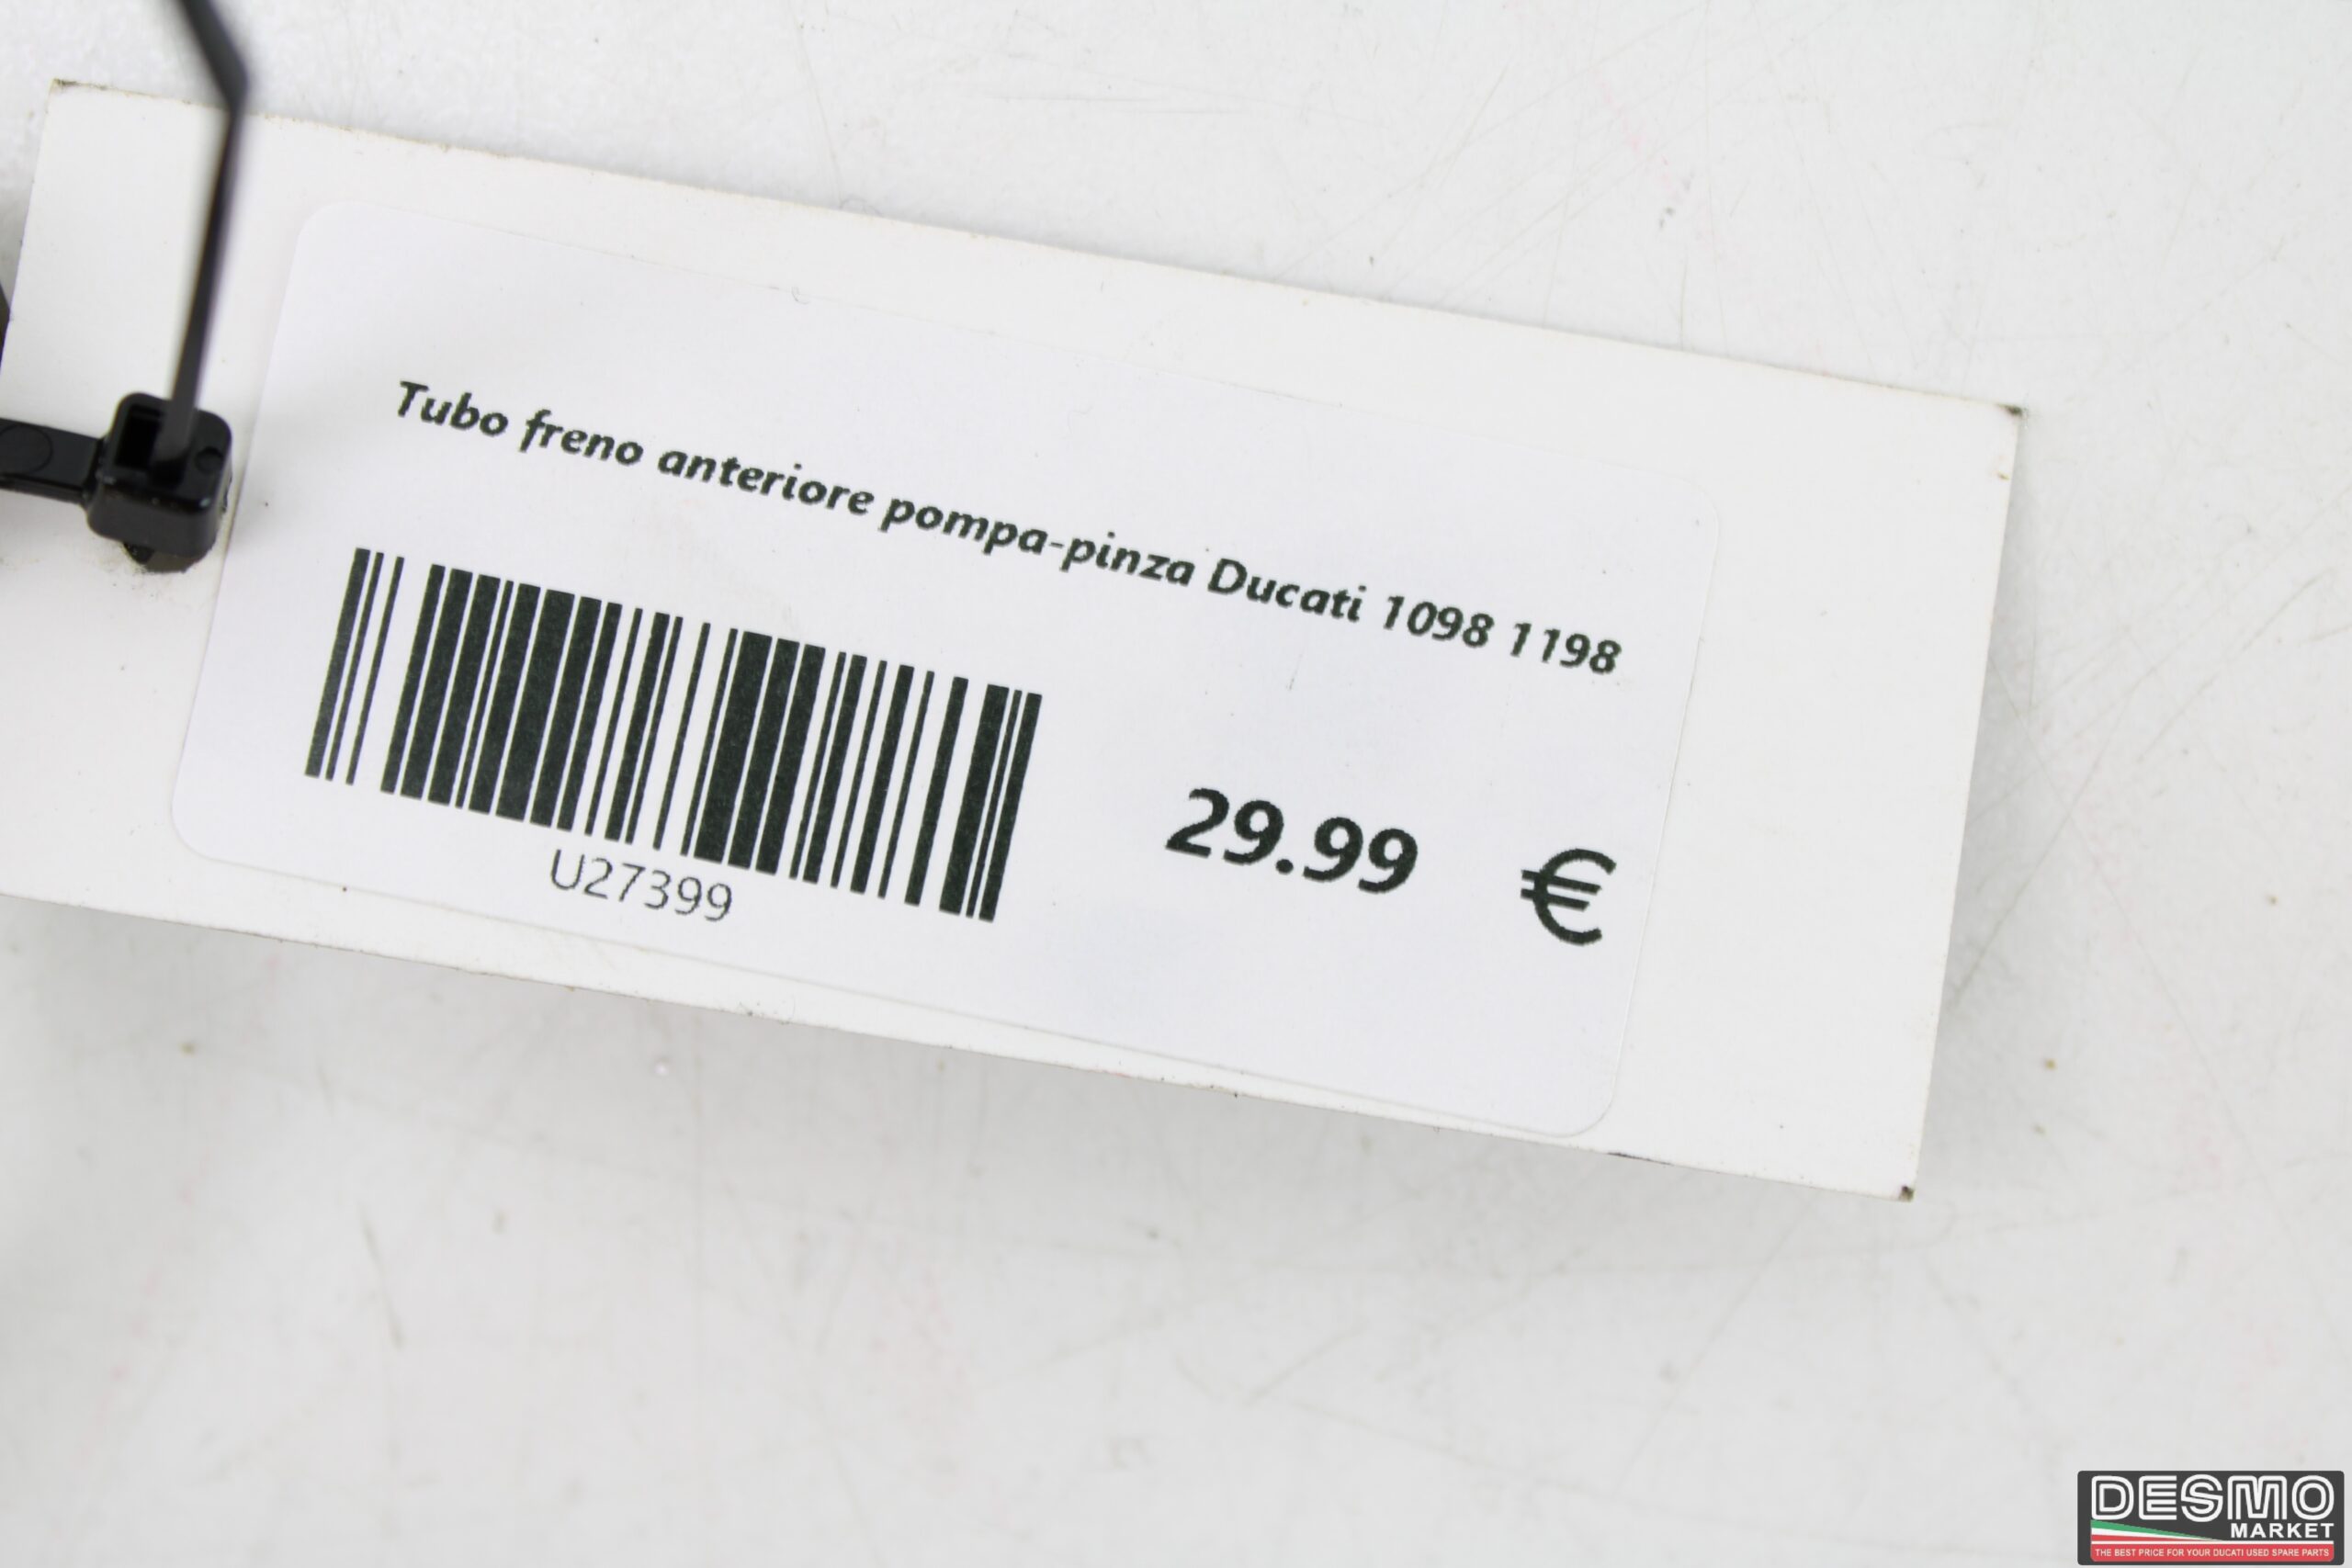 Tubo freno anteriore pompa-pinza Ducati 1098 1198
29.99 €
U27399
DESMO
MARKET
THE BEST PRICE FOR YOUR DUCATI USED SPARE PARTS